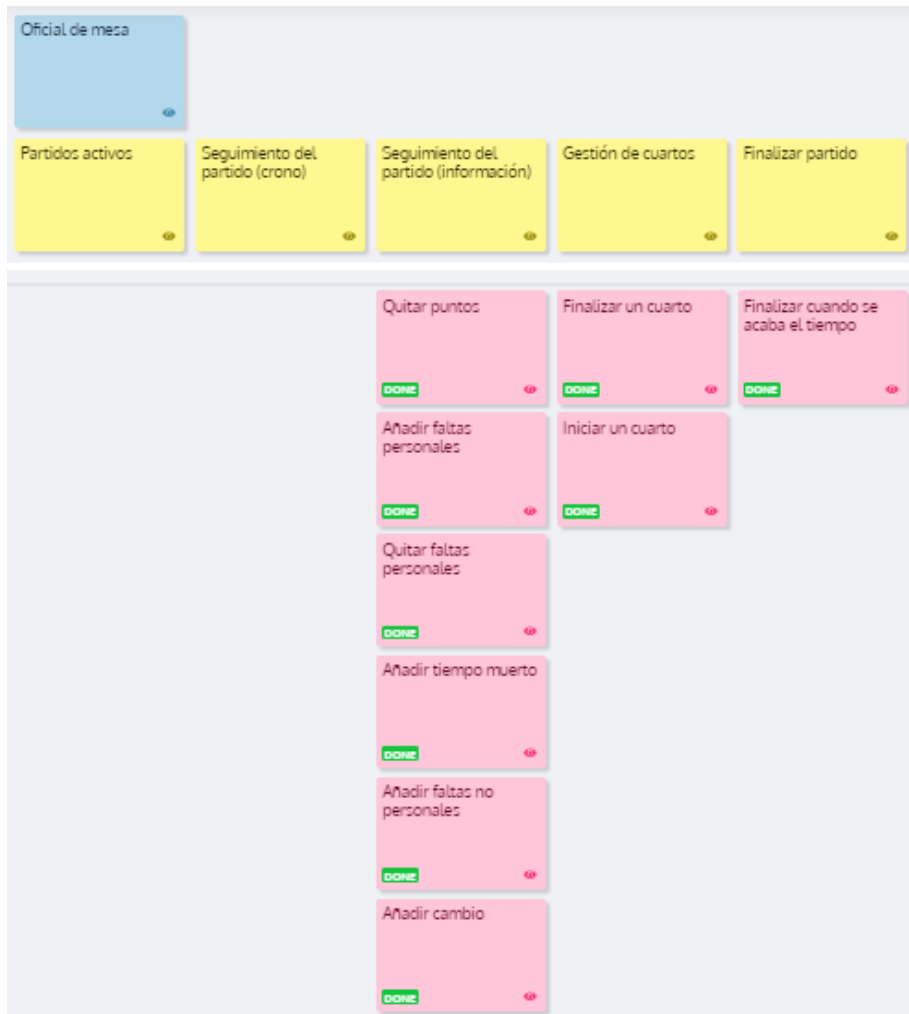 Oficial de mesa
Partidos activos
Seguimiento del
partido (crono)
Seguimiento del
partido (información)
Gestión de cuartos
Finalizar partido
Quitar puntos
DONE
Finalizar un cuarto
DONE
Finalizar cuando se
acaba el tiempo
DONE
Añadir faltas
personales
DONE
Iniciar un cuarto
DONE
Quitar faltas
personales
DONE
Añadir tiempo muerto
DONE
Añadir faltas no
personales
DONE
Añadir cambio
DONE